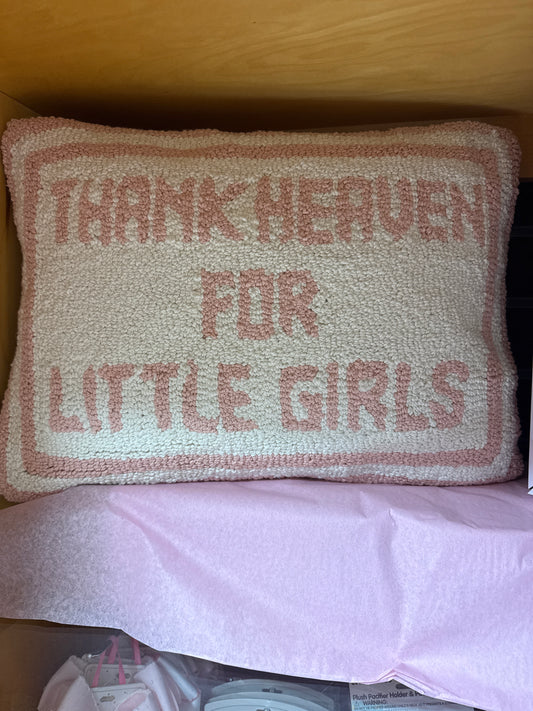 THANK HEAVEN
FOR
LITTLE GIRLS
Plush Pacifier Holder &
WARNING: